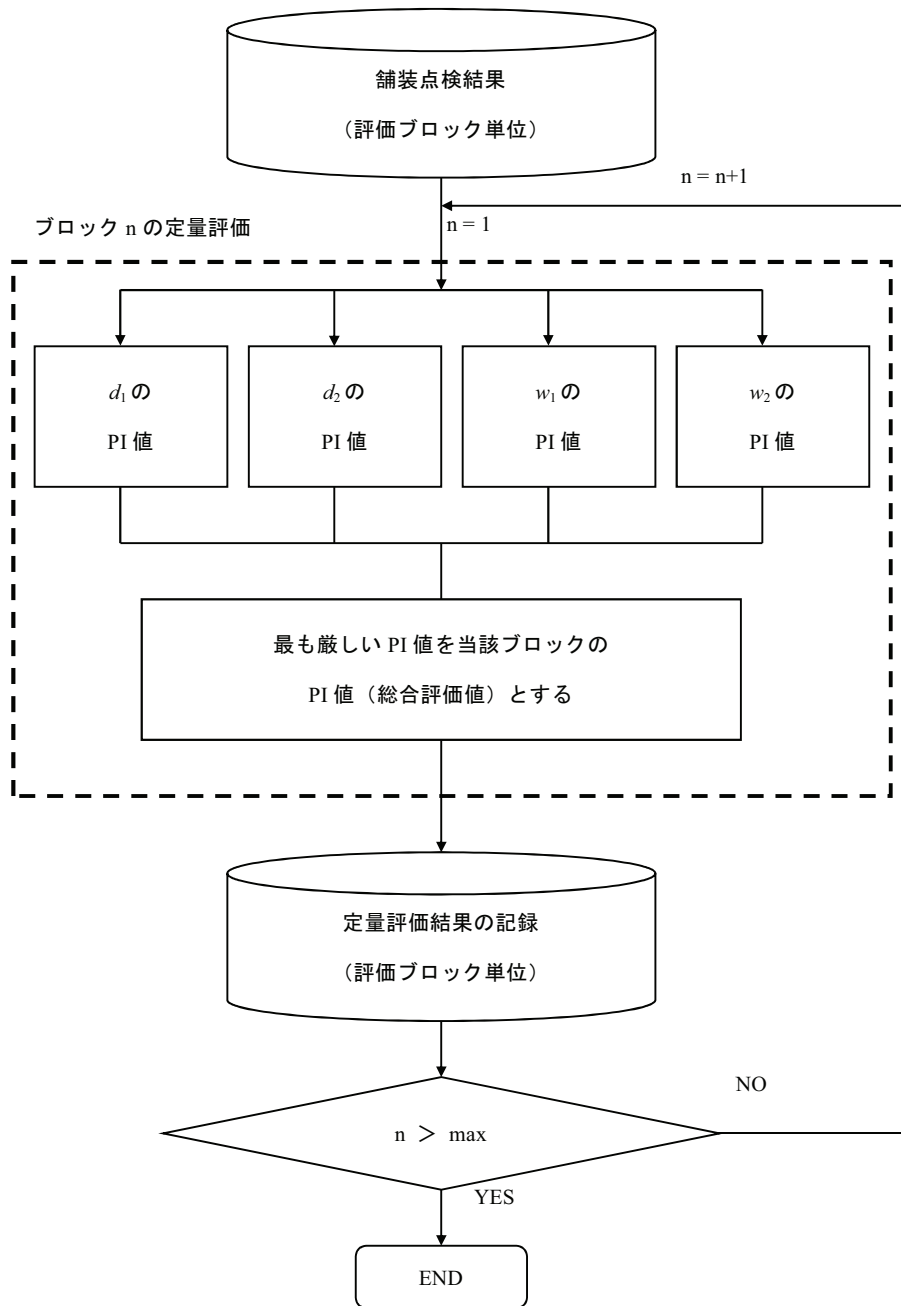 舗装点検結果
（評価ブロック単位）
n = n+1
n = 1
ブロック n の定量評価
d1 の
PI 値
d2 の
PI 値
w1 の
PI 値
w2 の
PI 値
最も厳しい PI 値を当該ブロックの
PI 値（総合評価値）とする
定量評価結果の記録
（評価ブロック単位）
NO
n ＞ max
YES
END